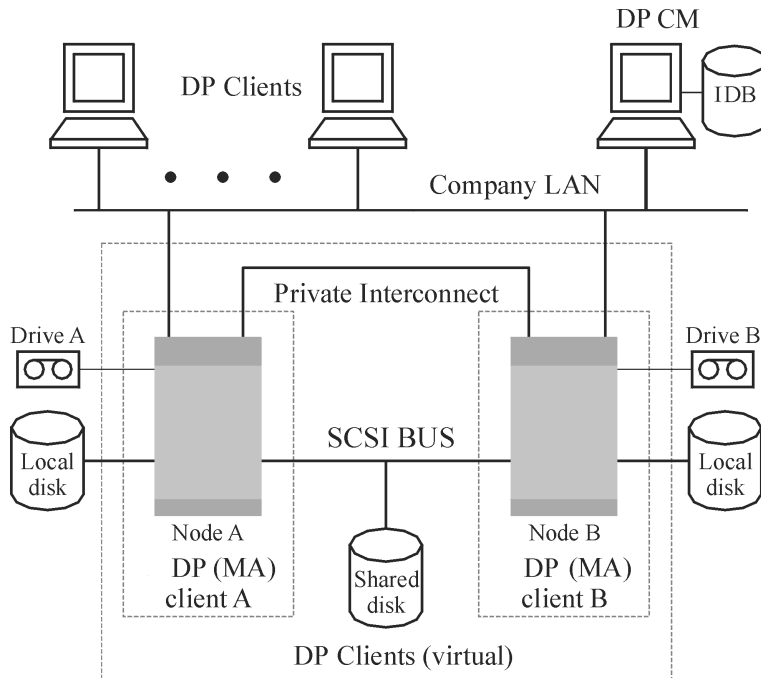 DP CM
DP Clients
IDB
Company LAN
Private Interconnect
Drive A
Drive B
SCSI BUS
Local
disk
Local
disk
Node A
Node B
DP (MA)
client A
Shared
disk
DP (MA)
client B
DP Clients (virtual)